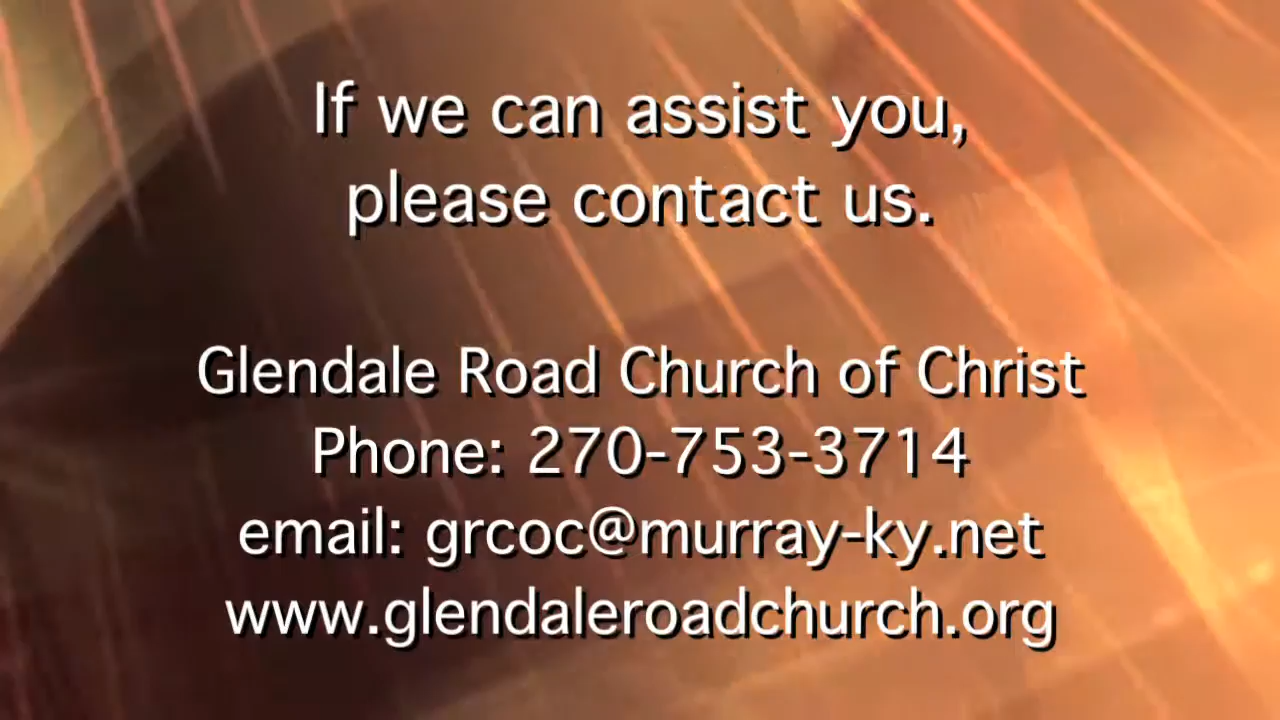 If we can assist you,
please contact us.
Glendale Road Church of Christ
Phone: 270-753-3714
email: grcoc@murray-ky.net
www.glendaleroadchurch.org